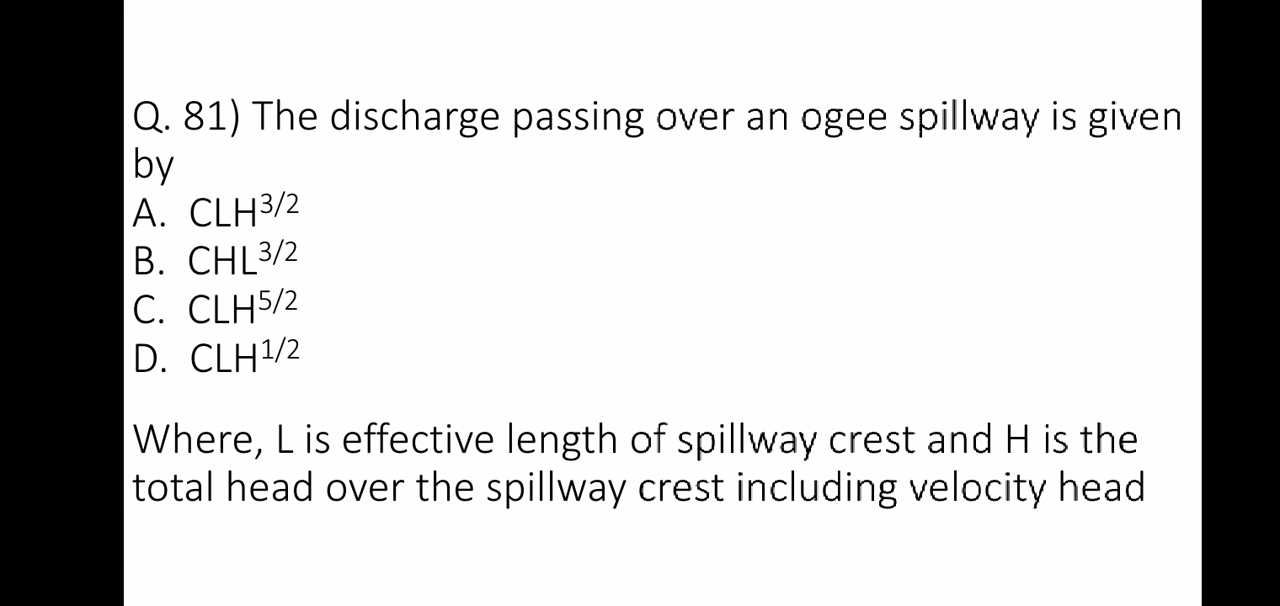 Q. 81) The discharge passing over an ogee spillway is given
by
A. CLH³/²
B. CHL³/²
C. CLH⁵/²
D. CLH¹/²
Where, L is effective length of spillway crest and H is the
total head over the spillway crest including velocity head